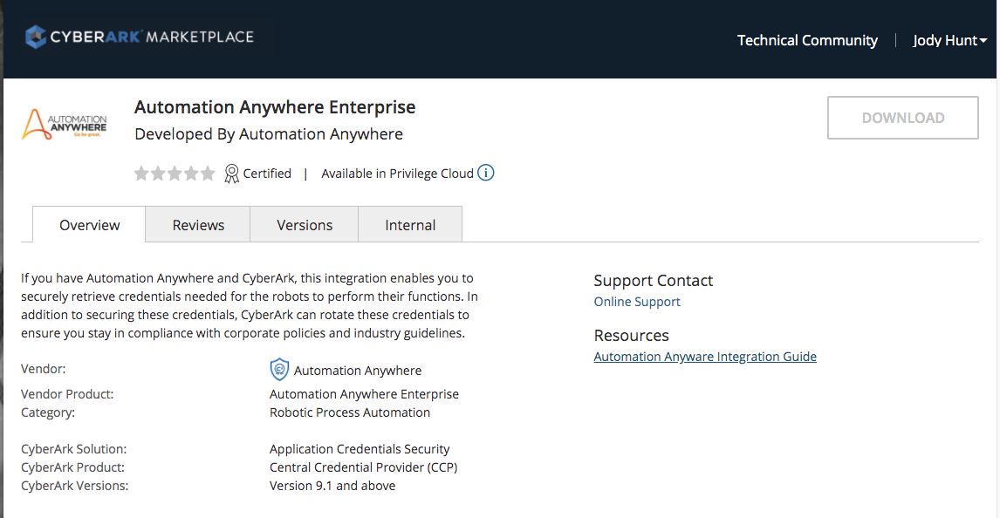 CYBERARK MARKETPLACE
Technical Community | Jody Hunt
AUTOMATION
ANYWHERE
Go be great.
Automation Anywhere Enterprise
Developed By Automation Anywhere
DOWNLOAD
Certified | Available in Privilege Cloud i
Overview Reviews Versions Internal
If you have Automation Anywhere and CyberArk, this integration enables you to
securely retrieve credentials needed for the robots to perform their functions. In
addition to securing these credentials, CyberArk can rotate these credentials to
ensure you stay in compliance with corporate policies and industry guidelines.
Vendor: Automation Anywhere
Vendor Product: Automation Anywhere Enterprise
Category: Robotic Process Automation
CyberArk Solution: Application Credentials Security
CyberArk Product: Central Credential Provider (CCP)
CyberArk Versions: Version 9.1 and above
Support Contact
Online Support
Resources
Automation Anyware Integration Guide